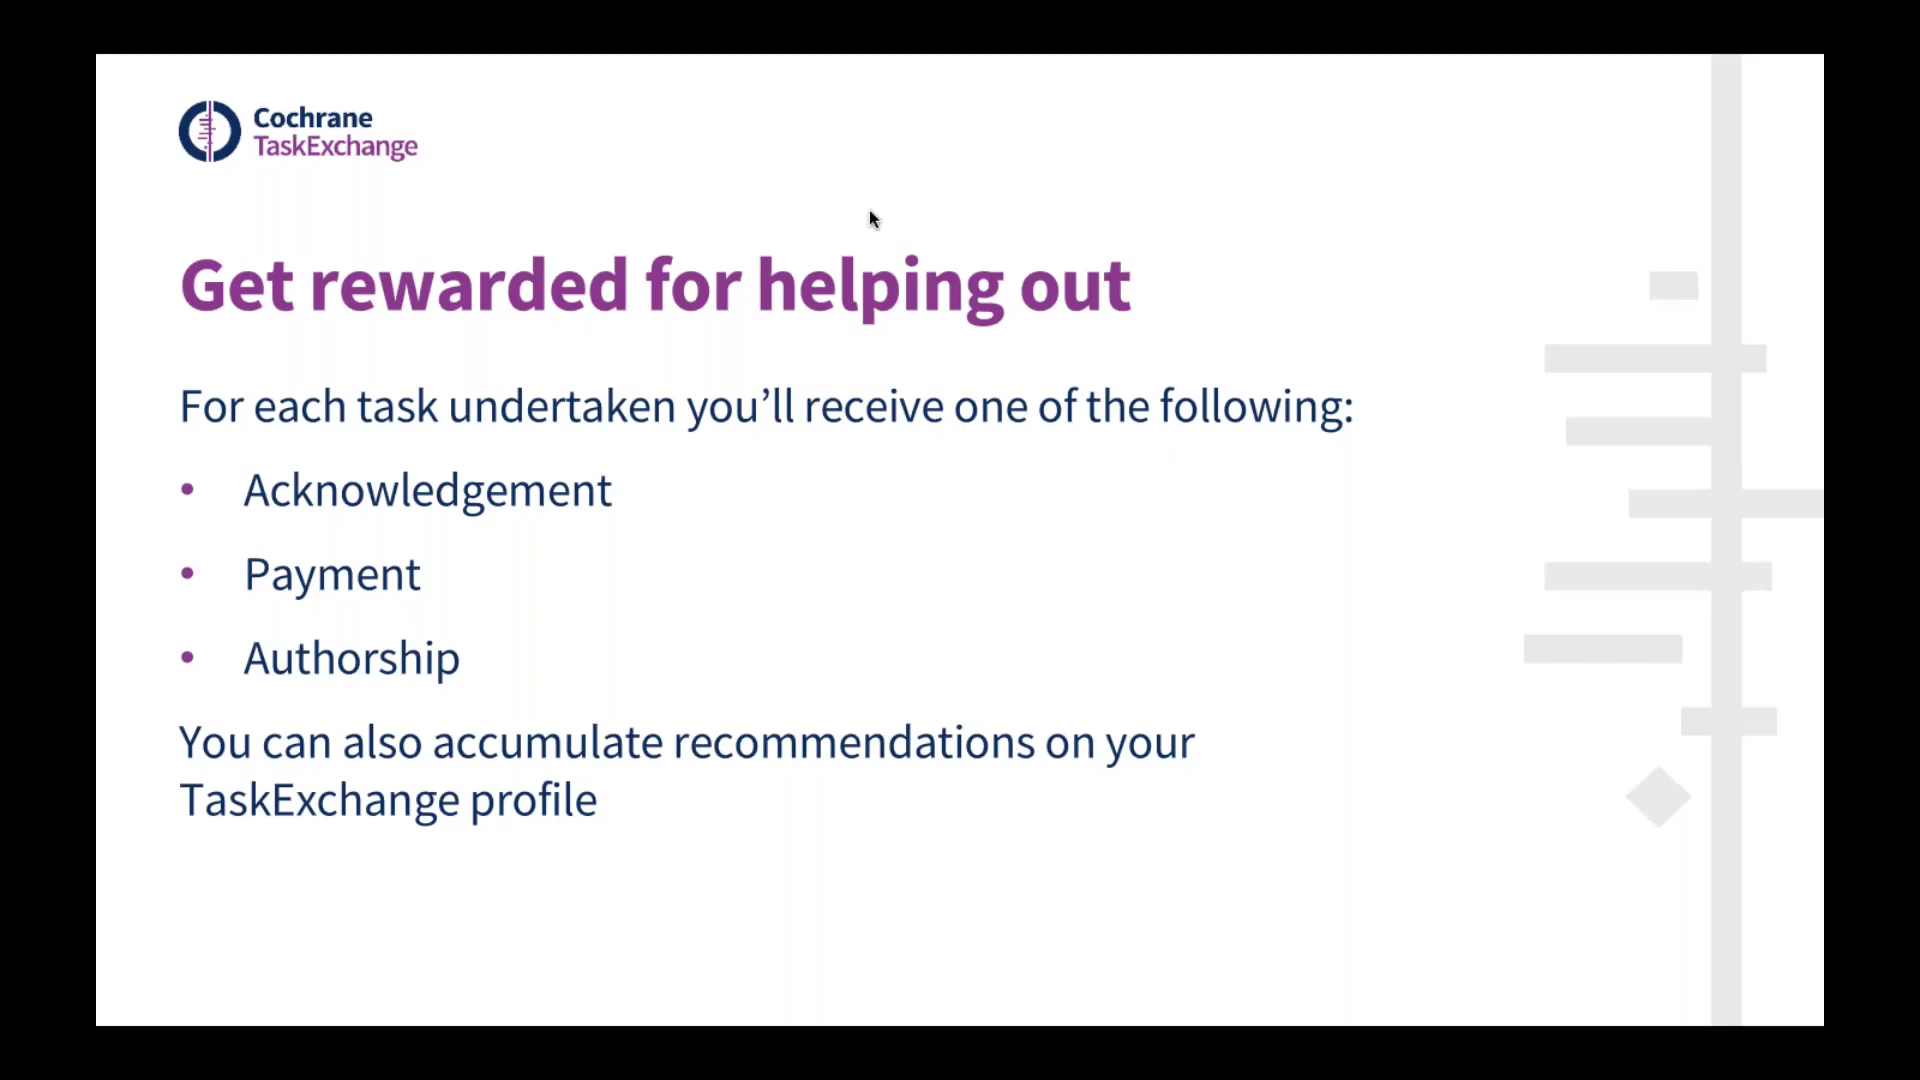 Cochrane
TaskExchange
Get rewarded for helping out
For each task undertaken you’ll receive one of the following:
• Acknowledgement
• Payment
• Authorship
You can also accumulate recommendations on your
TaskExchange profile